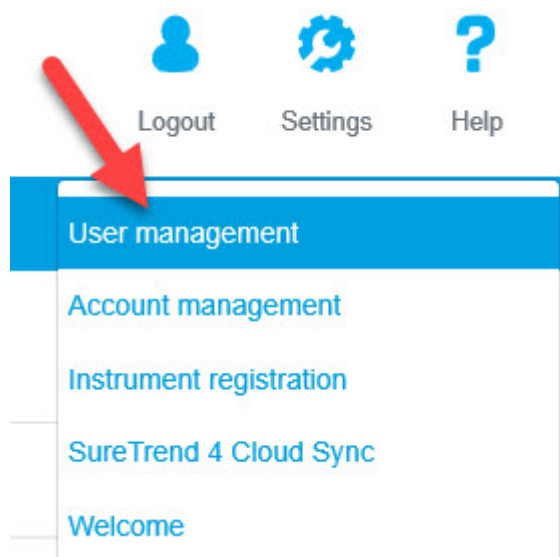 Logout Settings Help
User management
Account management
Instrument registration
SureTrend 4 Cloud Sync
Welcome